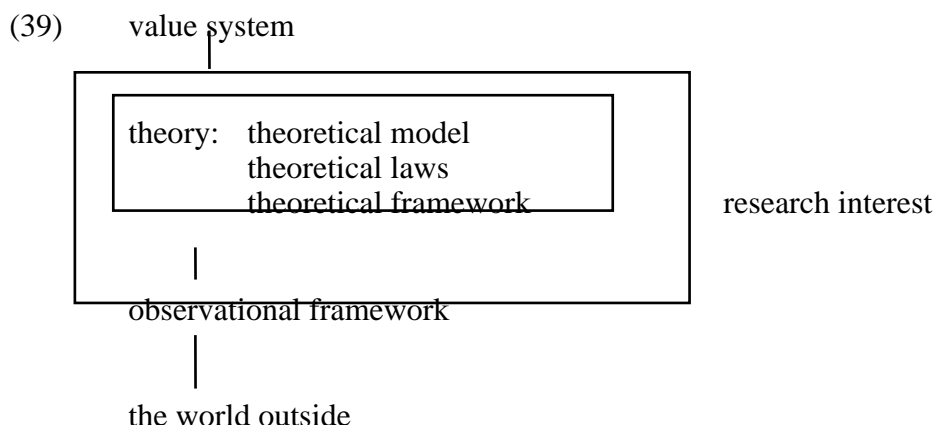 (39) value system
theory: theoretical model
theoretical laws
theoretical framework
research interest
observational framework
the world outside